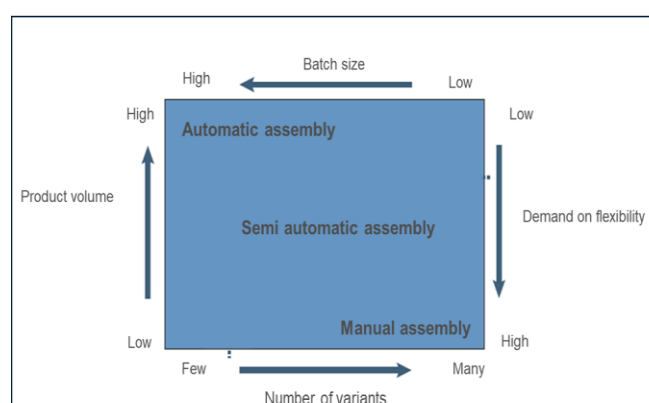 Batch size
High
Low
High
Low
Automatic assembly
Product volume
Semi automatic assembly
Demand on flexibility
Manual assembly
Low
High
Few
Many
Number of variants